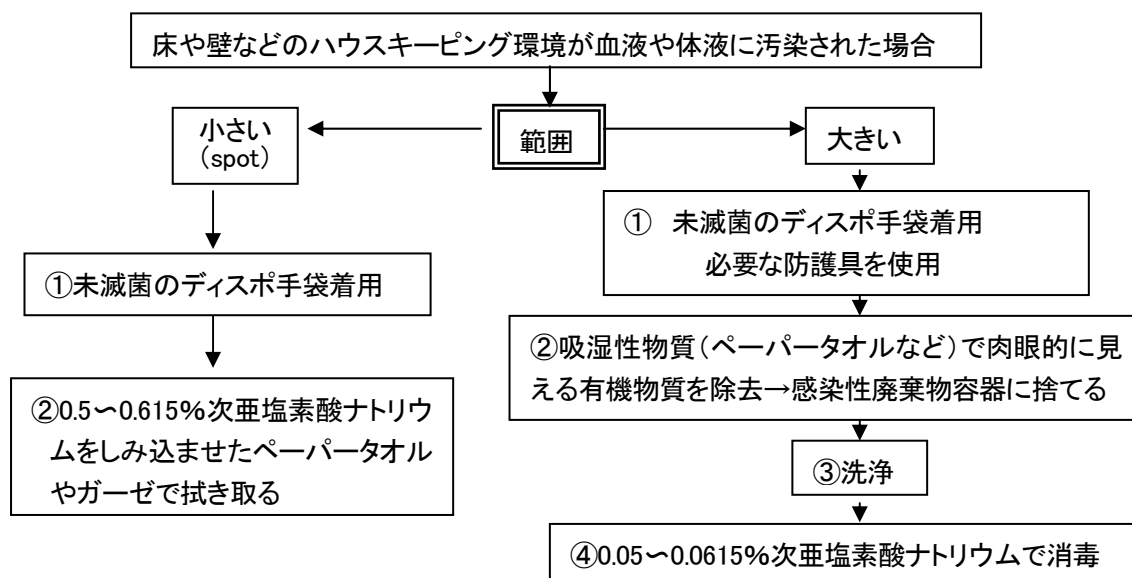 床や壁などのハウスキーピング環境が血液や体液に汚染された場合
範囲
小さい
(spot)
①未滅菌のディスポ手袋着用
②0.5～0.615%次亜塩素酸ナトリウ
ムをしみ込ませたペーパータオル
やガーゼで拭き取る
大きい
① 未滅菌のディスポ手袋着用
必要な防護具を使用
②吸湿性物質(ペーパータオルなど)で肉眼的に見
える有機物質を除去→感染性廃棄物容器に捨てる
③洗浄
④0.05～0.0615%次亜塩素酸ナトリウムで消毒